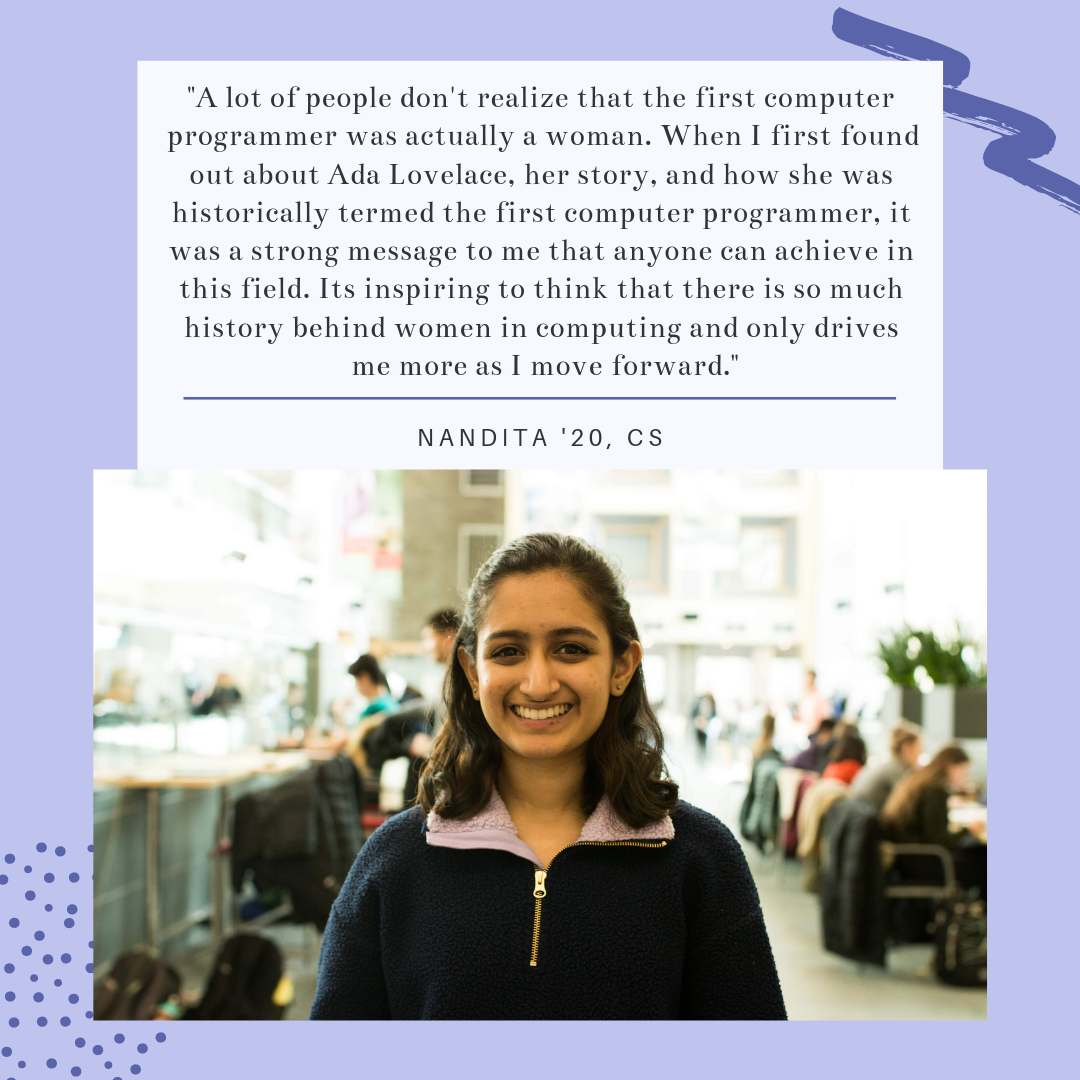 "A lot of people don't realize that the first computer
programmer was actually a woman. When I first found
out about Ada Lovelace, her story, and how she was
historically termed the first computer programmer, it
was a strong message to me that anyone can achieve in
this field. Its inspiring to think that there is so much
history behind women in computing and only drives
me more as I move forward."
NANDITA '20, CS